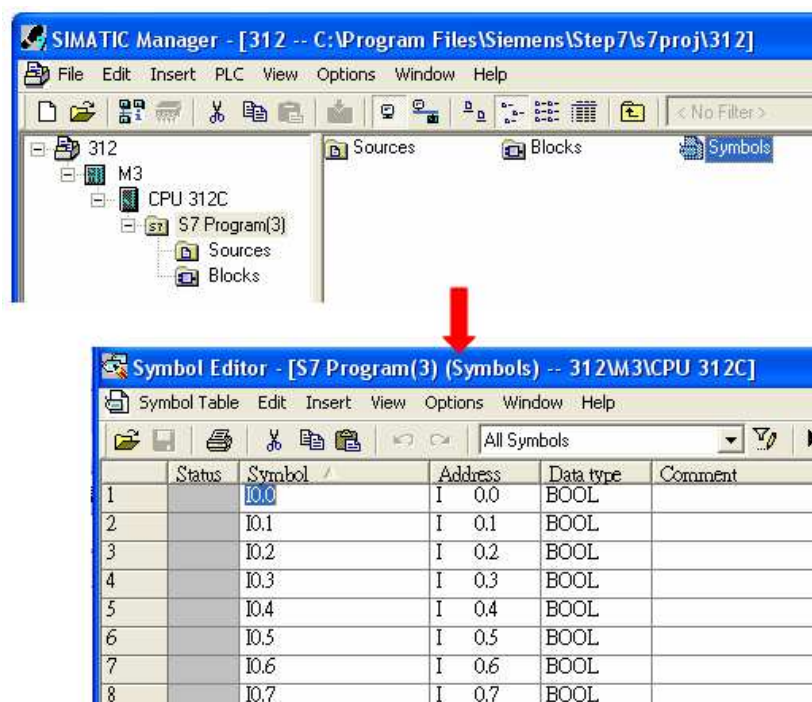 SIMATIC Manager - [312 -- C:\Program Files\Siemens\Step7\s7proj\312]
File Edit Insert PLC View Options Window Help
< No Filter >
312
M3
CPU 312C
S7 Program(3)
Sources
Blocks
Sources Blocks Symbols
Symbol Editor - [S7 Program(3) (Symbols) -- 312\M3\CPU 312C]
Symbol Table Edit Insert View Options Window Help
All Symbols
Status Symbol Address Data type Comment
1 I0.0 I 0.0 BOOL
2 I0.1 I 0.1 BOOL
3 I0.2 I 0.2 BOOL
4 I0.3 I 0.3 BOOL
5 I0.4 I 0.4 BOOL
6 I0.5 I 0.5 BOOL
7 I0.6 I 0.6 BOOL
8 I0.7 I 0.7 BOOL